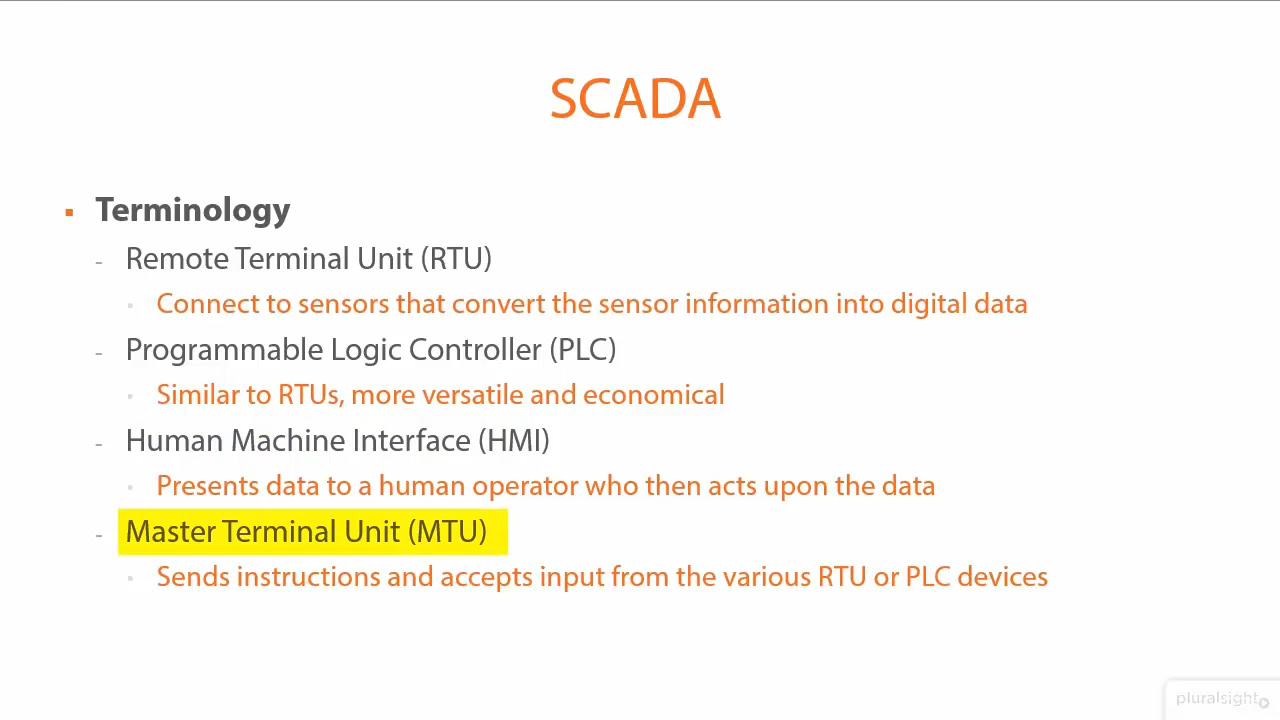 SCADA
▪ Terminology
- Remote Terminal Unit (RTU)
▪ Connect to sensors that convert the sensor information into digital data
- Programmable Logic Controller (PLC)
▪ Similar to RTUs, more versatile and economical
- Human Machine Interface (HMI)
▪ Presents data to a human operator who then acts upon the data
- Master Terminal Unit (MTU)
▪ Sends instructions and accepts input from the various RTU or PLC devices
pluralsight